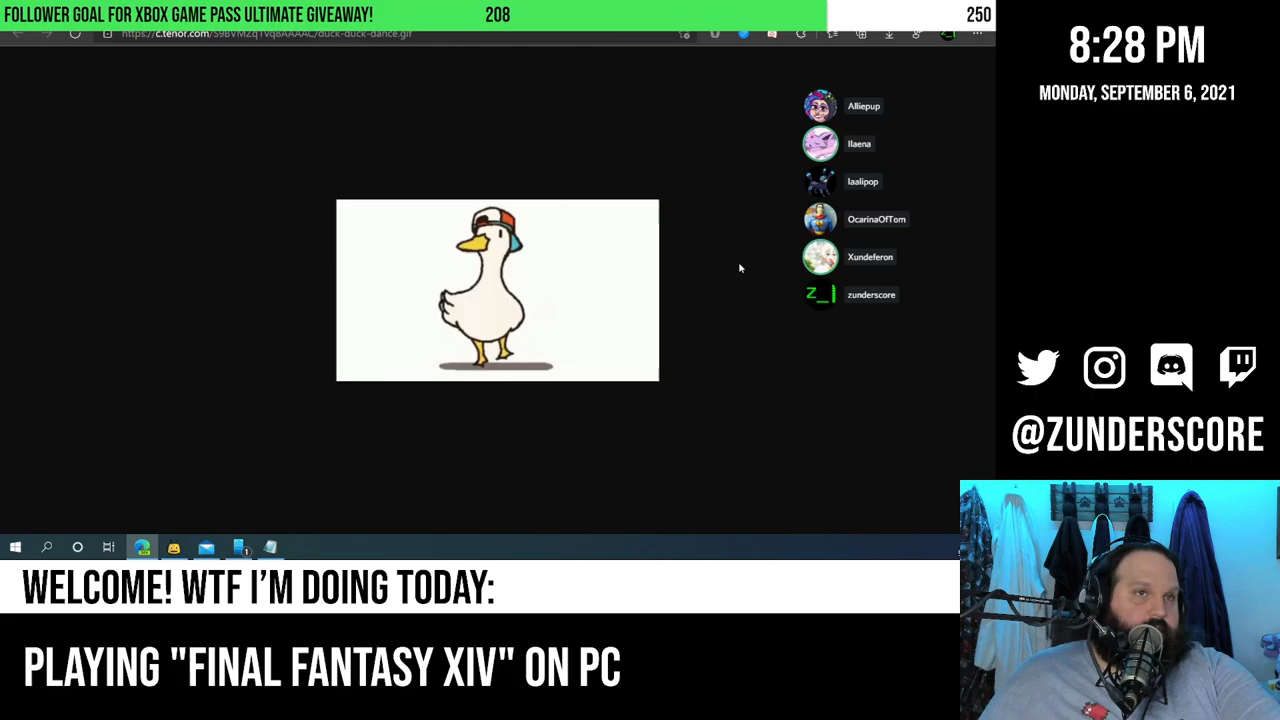 FOLLOWER GOAL FOR XBOX GAME PASS ULTIMATE GIVEAWAY! 208 250
8:28 PM
MONDAY, SEPTEMBER 6, 2021
Alliepup
Ilaena
laalipop
OcarinaOfTom
Xundeferon
zunderscore
@ZUNDERSCORE
WELCOME! WTF I'M DOING TODAY:
PLAYING "FINAL FANTASY XIV" ON PC